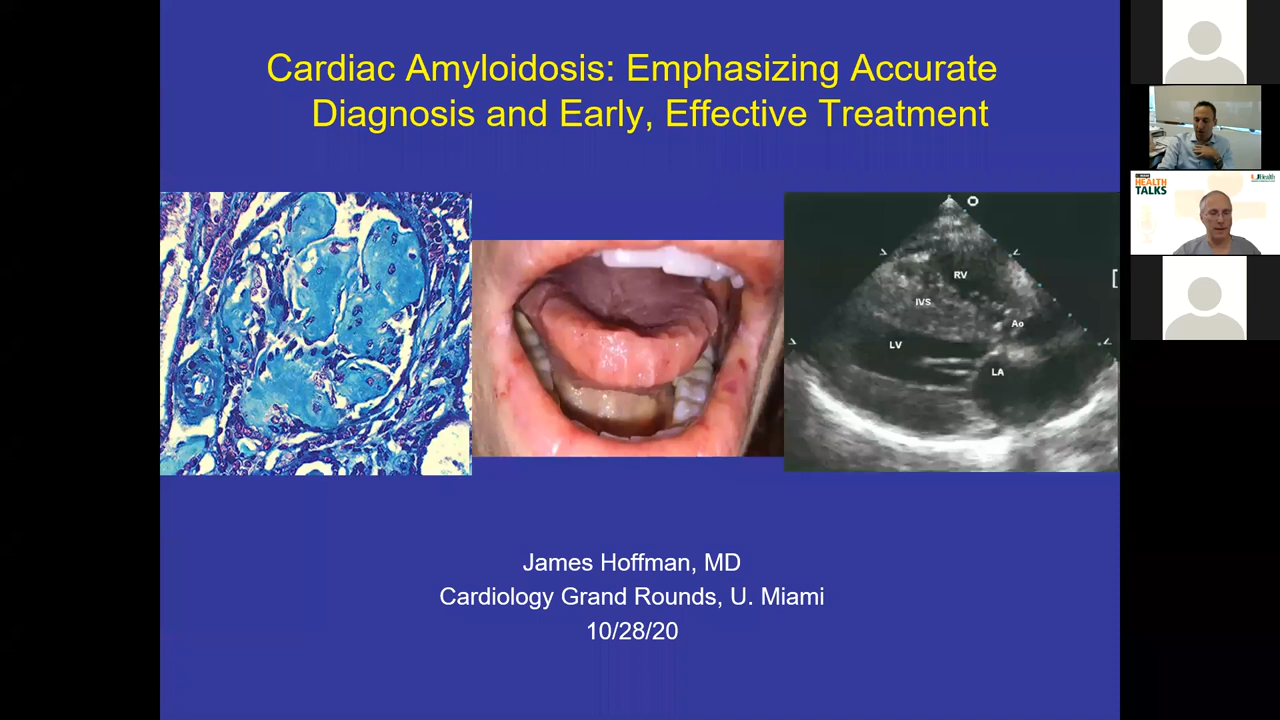 Cardiac Amyloidosis: Emphasizing Accurate
Diagnosis and Early, Effective Treatment
RV
IVS
Ao
LV
LA
James Hoffman, MD
Cardiology Grand Rounds, U. Miami
10/28/20
HEALTH
TALKS
UHealth